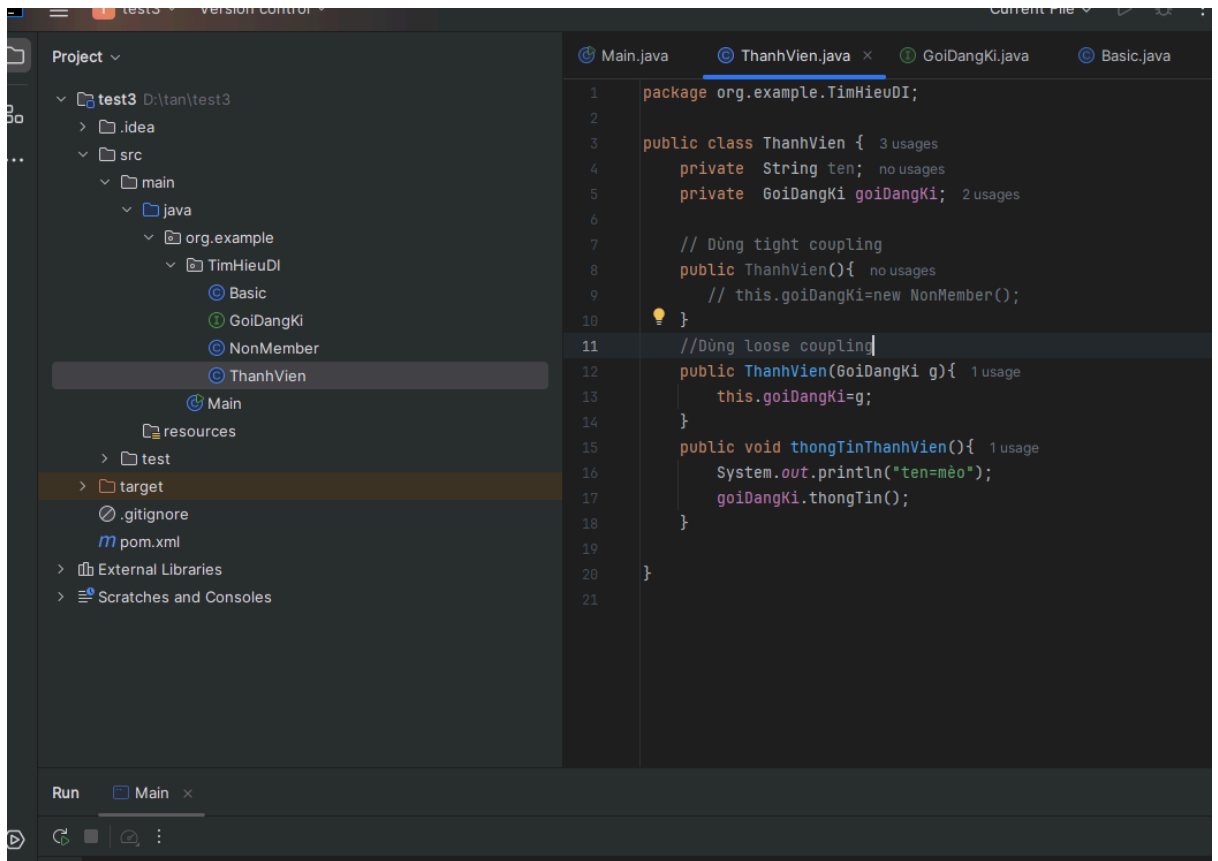 test3
Version control
Current File
Project
test3 D:\tan\test3
.idea
src
main
java
org.example
TimHieuDI
Basic
GoiDangKi
NonMember
ThanhVien
Main
resources
test
target
.gitignore
pom.xml
External Libraries
Scratches and Consoles
Main.java ThanhVien.java GoiDangKi.java Basic.java
1 package org.example.TimHieuDI;
2
3 public class ThanhVien { 3 usages
4 private String ten; no usages
5 private GoiDangKi goiDangKi; 2 usages
6
7 // Dùng tight coupling
8 public ThanhVien(){ no usages
9 // this.goiDangKi=new NonMember();
10 }
11 //Dùng loose coupling
12 public ThanhVien(GoiDangKi g){ 1 usage
13 this.goiDangKi=g;
14 }
15 public void thongTinThanhVien(){ 1 usage
16 System.out.println("ten=mèo");
17 goiDangKi.thongTin();
18 }
19
20 }
21
Run Main